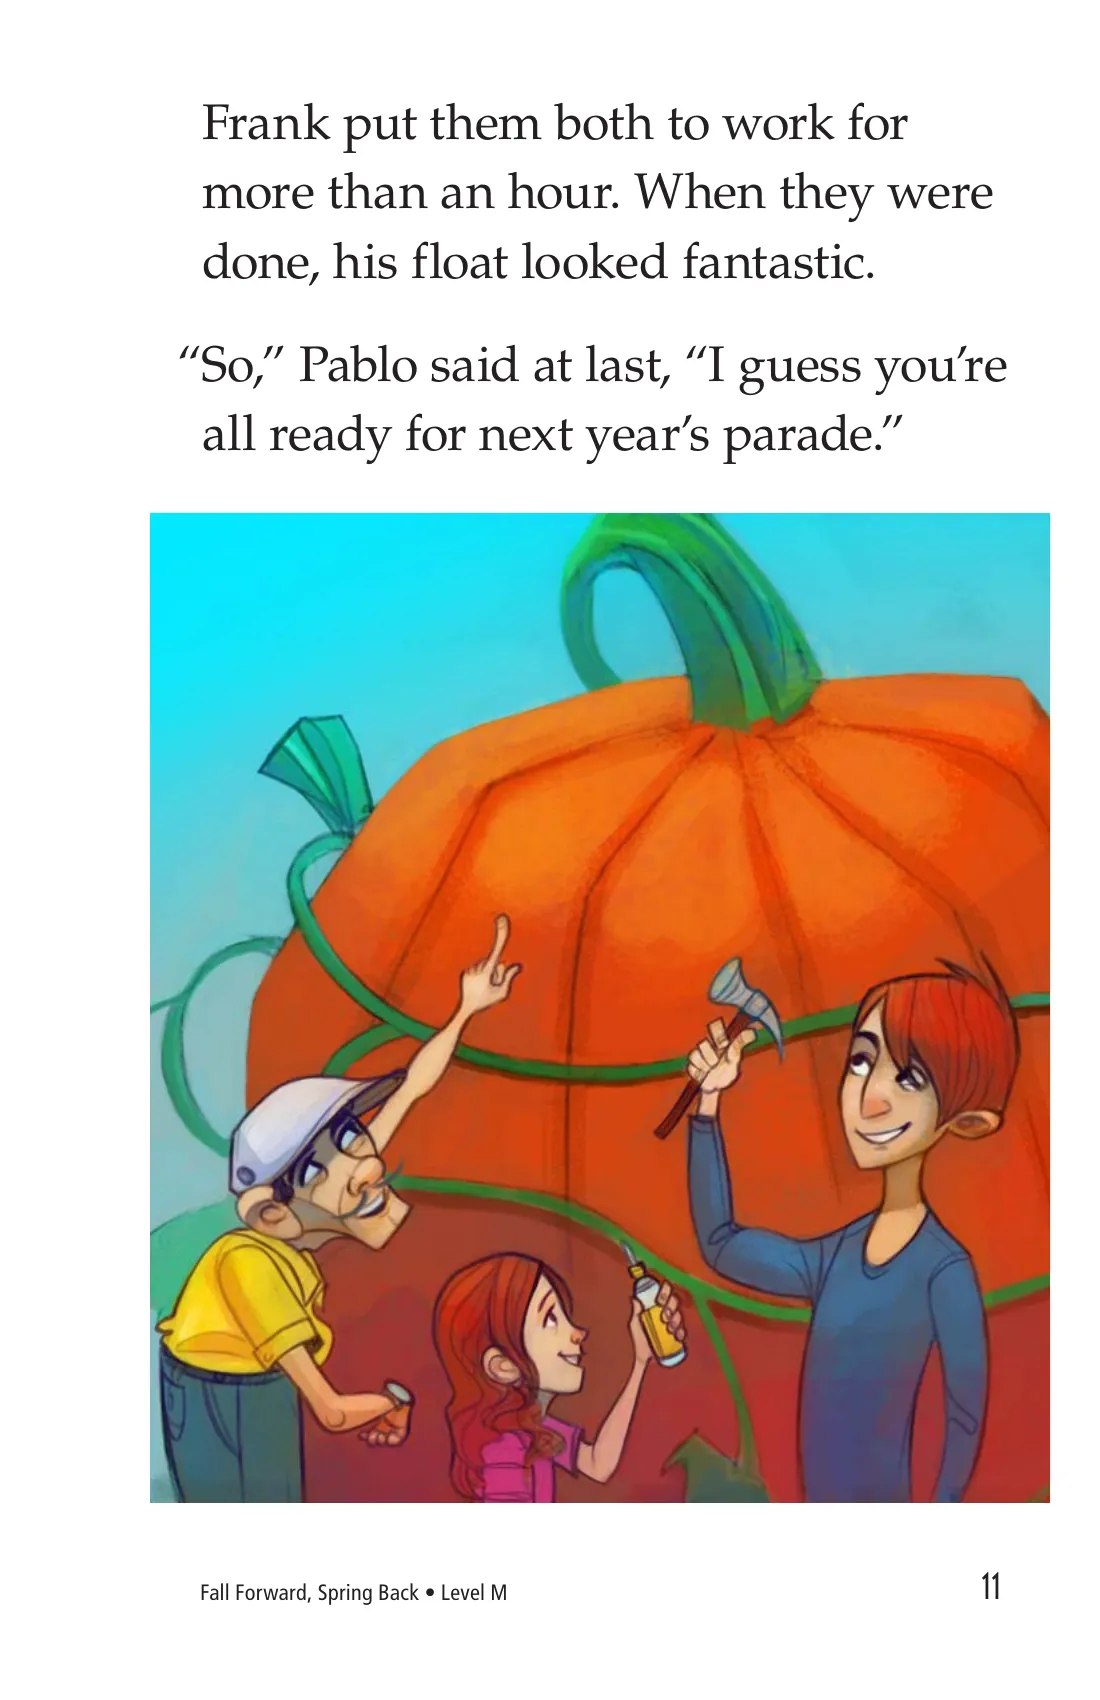 Frank put them both to work for
more than an hour. When they were
done, his float looked fantastic.
“So,” Pablo said at last, “I guess you’re
all ready for next year’s parade.”
Fall Forward, Spring Back • Level M
11